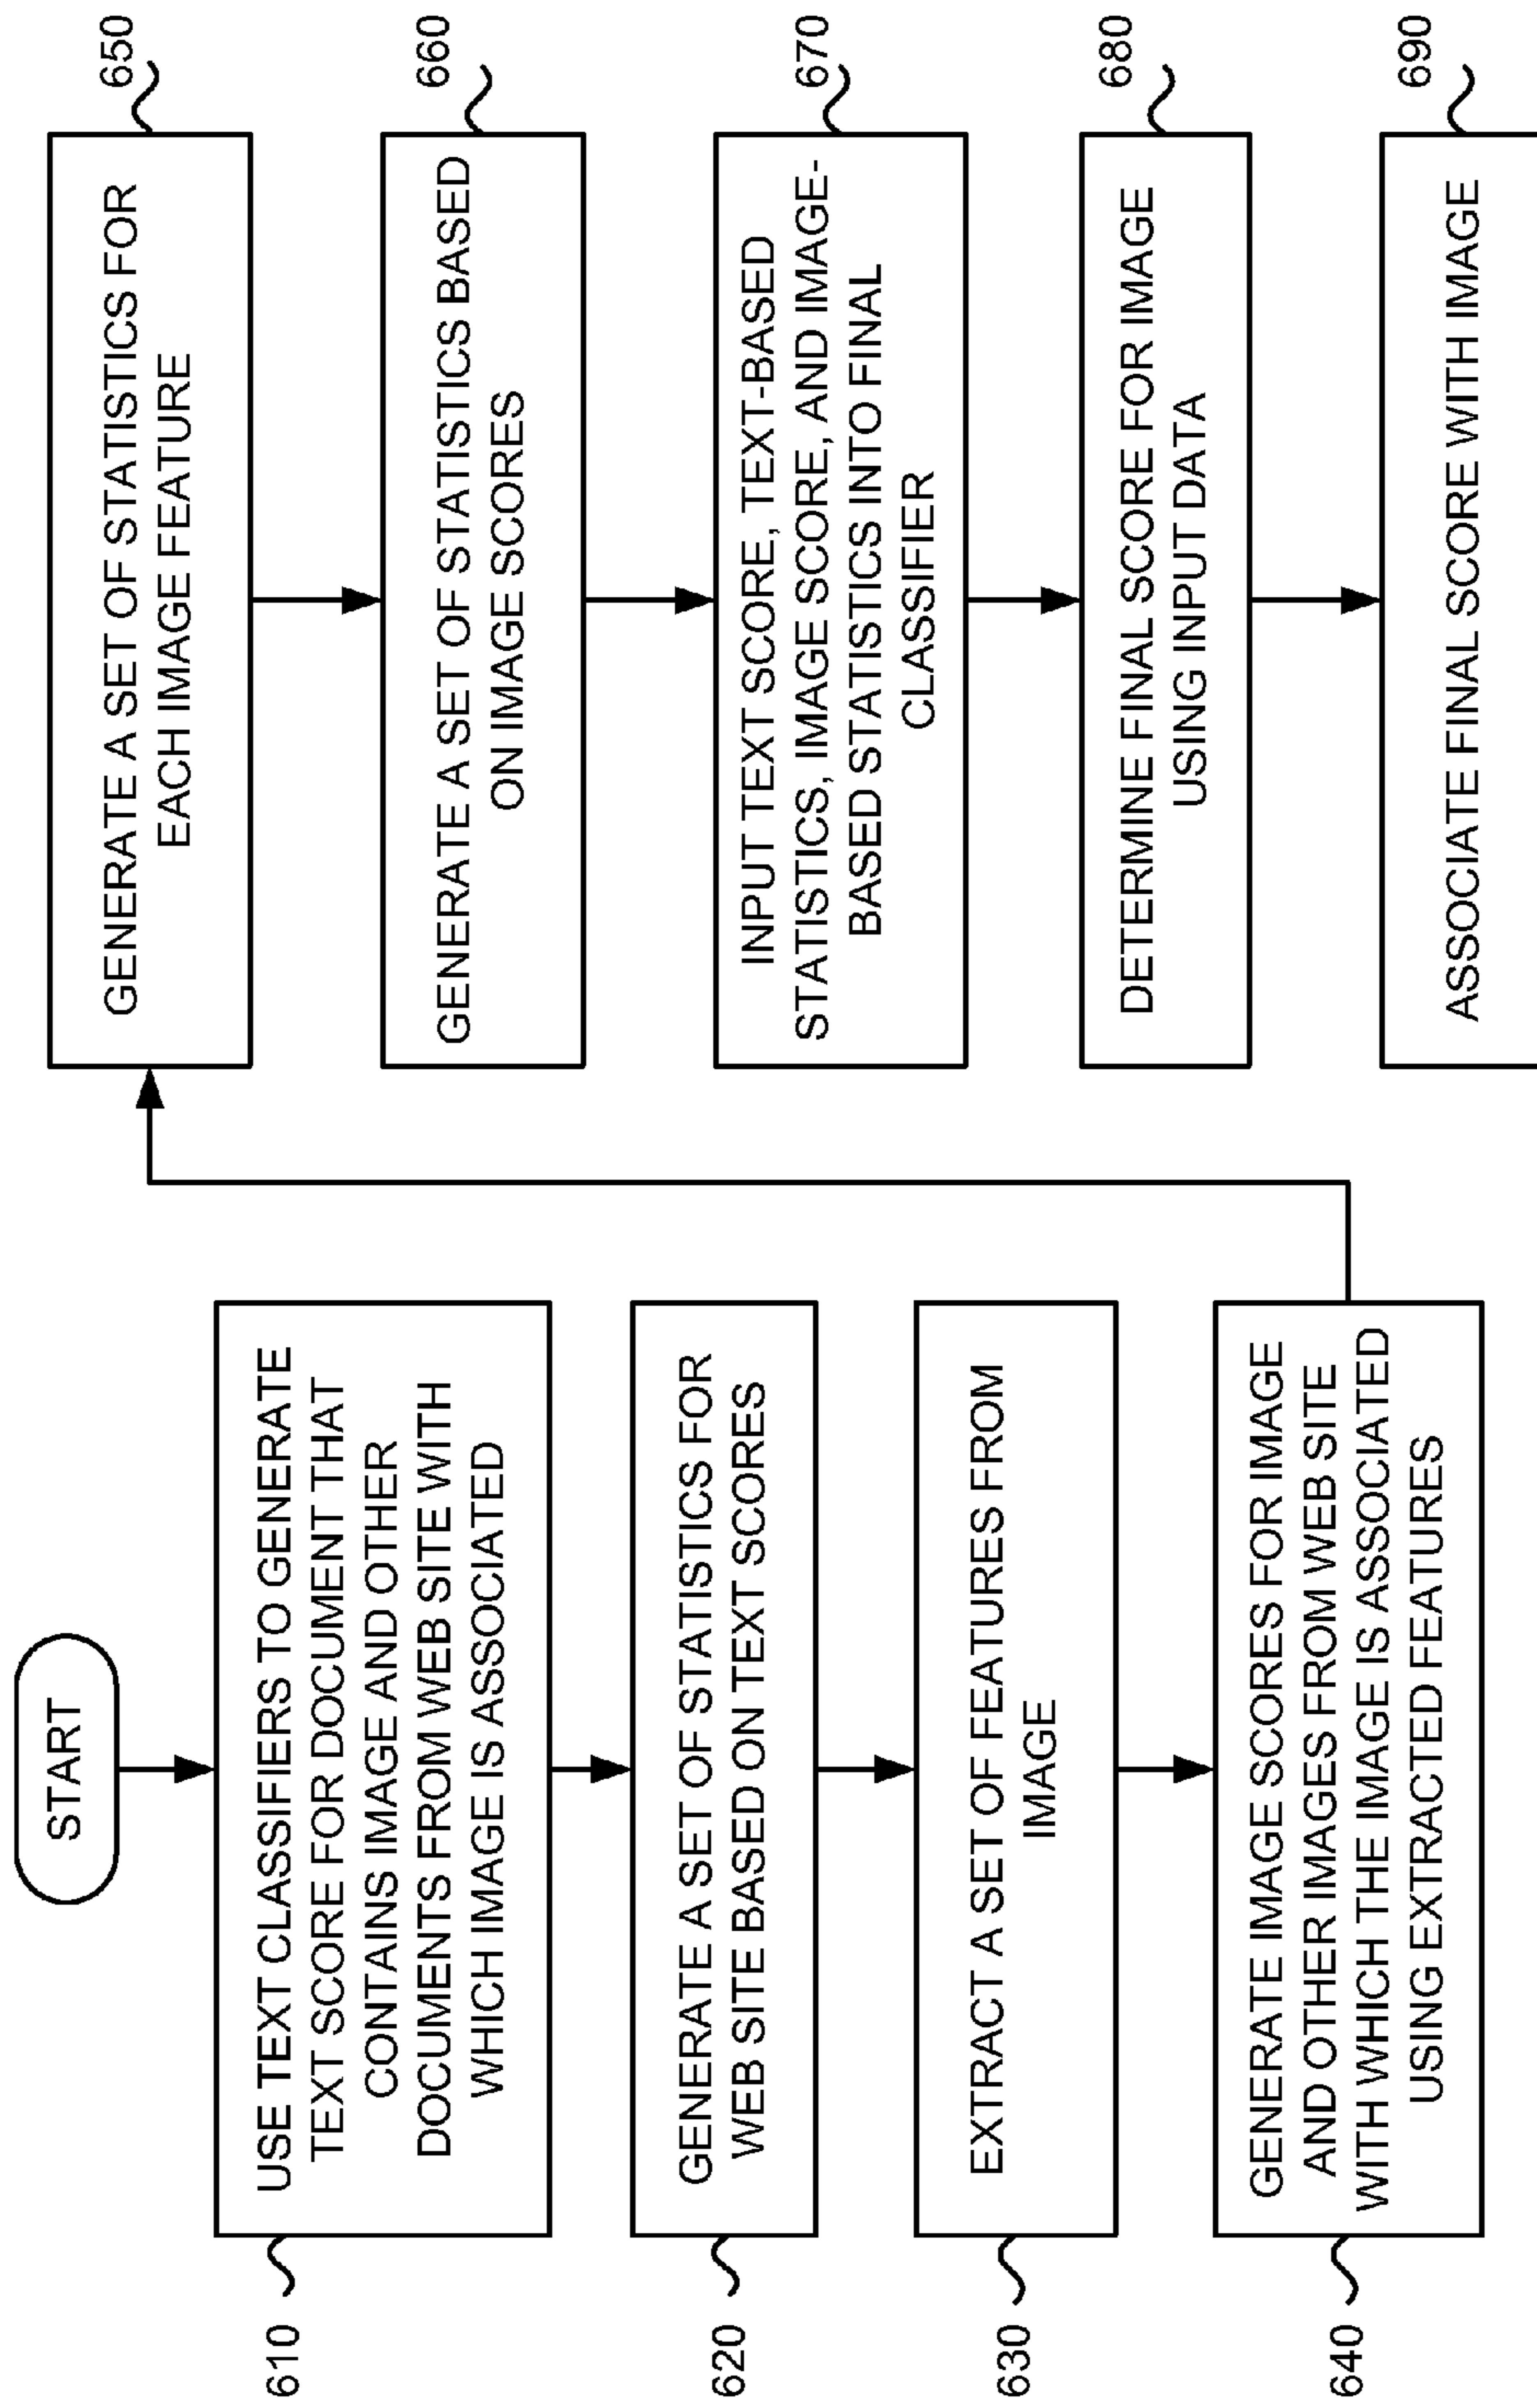 START
USE TEXT CLASSIFIERS TO GENERATE
TEXT SCORE FOR DOCUMENT THAT
CONTAINS IMAGE AND OTHER
DOCUMENTS FROM WEB SITE WITH
WHICH IMAGE IS ASSOCIATED
610
GENERATE A SET OF STATISTICS FOR
WEB SITE BASED ON TEXT SCORES
620
EXTRACT A SET OF FEATURES FROM
IMAGE
630
GENERATE IMAGE SCORES FOR IMAGE
AND OTHER IMAGES FROM WEB SITE
WITH WHICH THE IMAGE IS ASSOCIATED
USING EXTRACTED FEATURES
640
GENERATE A SET OF STATISTICS FOR
EACH IMAGE FEATURE
650
GENERATE A SET OF STATISTICS BASED
ON IMAGE SCORES
660
INPUT TEXT SCORE, TEXT-BASED
STATISTICS, IMAGE SCORE, AND IMAGE-
BASED STATISTICS INTO FINAL
CLASSIFIER
670
DETERMINE FINAL SCORE FOR IMAGE
USING INPUT DATA
680
ASSOCIATE FINAL SCORE WITH IMAGE
690